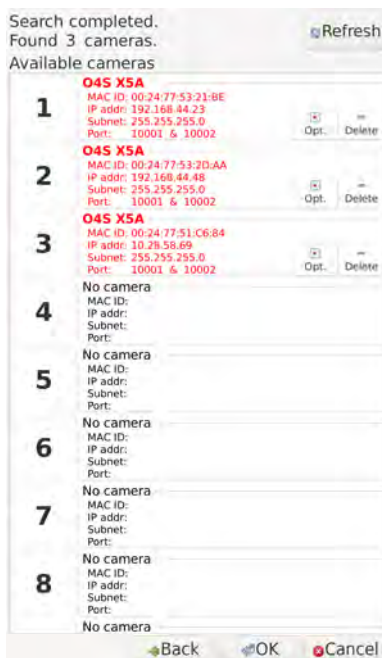 Search completed.
Found 3 cameras.
Refresh
Available cameras
1
O4S X5A
MAC ID: 00:24:77:53:21:BE
IP addr: 192.168.44.23
Subnet: 255.255.255.0
Port: 10001 & 10002
Opt. Delete
2
O4S X5A
MAC ID: 00:24:77:53:2D:AA
IP addr: 192.168.44.48
Subnet: 255.255.255.0
Port: 10001 & 10002
Opt. Delete
3
O4S X5A
MAC ID: 00:24:77:51:C6:84
IP addr: 10.28.58.69
Subnet: 255.255.255.0
Port: 10001 & 10002
Opt. Delete
4
No camera
MAC ID:
IP addr:
Subnet:
Port:
5
No camera
MAC ID:
IP addr:
Subnet:
Port:
6
No camera
MAC ID:
IP addr:
Subnet:
Port:
7
No camera
MAC ID:
IP addr:
Subnet:
Port:
8
No camera
MAC ID:
IP addr:
Subnet:
Port:
No camera
Back OK Cancel